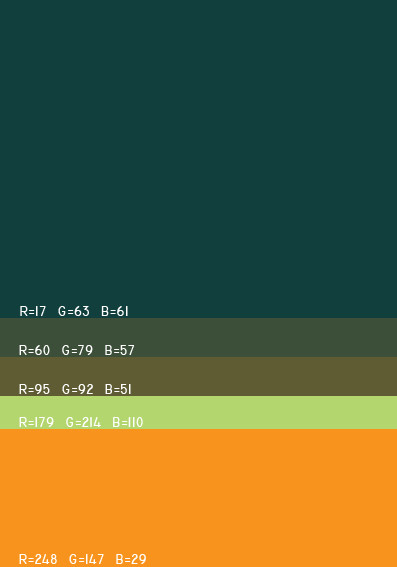 R=17 G=63 B=61
R=60 G=79 B=57
R=95 G=92 B=51
R=179 G=214 B=110
R=248 G=147 B=29